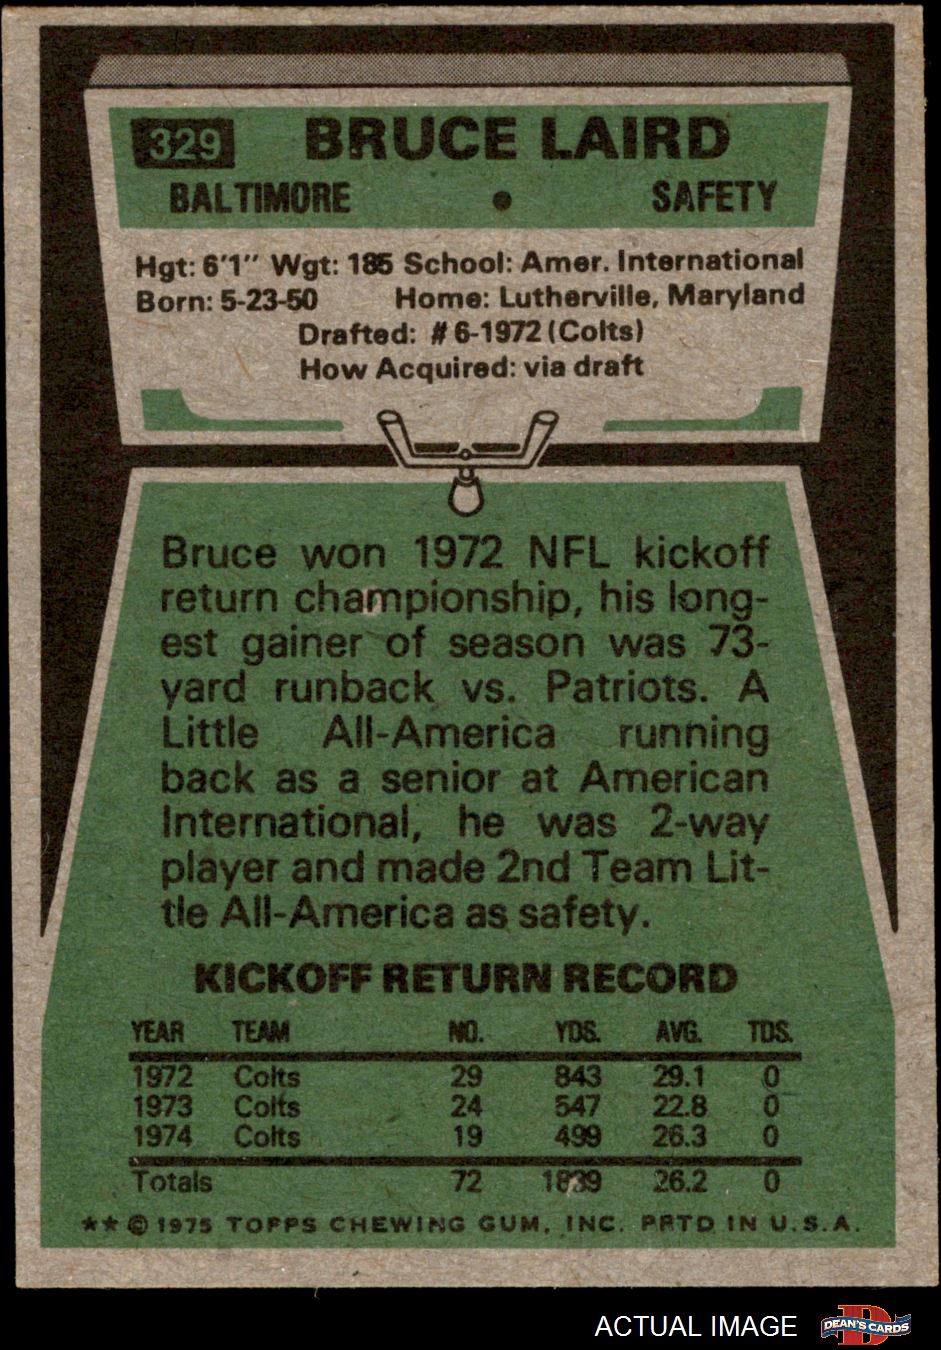 329 BRUCE LAIRD
BALTIMORE • SAFETY
Hgt: 6'1" Wgt: 185 School: Amer. International
Born: 5-23-50 Home: Lutherville, Maryland
Drafted: # 6-1972 (Colts)
How Acquired: via draft
Bruce won 1972 NFL kickoff
return championship, his long-
est gainer of season was 73-
yard runback vs. Patriots. A
Little All-America running
back as a senior at American
International, he was 2-way
player and made 2nd Team Lit-
tle All-America as safety.
KICKOFF RETURN RECORD
YEAR TEAM NO. YDS. AVG. TDS.
1972 Colts 29 843 29.1 0
1973 Colts 24 547 22.8 0
1974 Colts 19 499 26.3 0
Totals 72 1889 26.2 0
★★ © 1975 TOPPS CHEWING GUM, INC. PRTD IN U.S.A.
ACTUAL IMAGE D DEAN'S CARDS